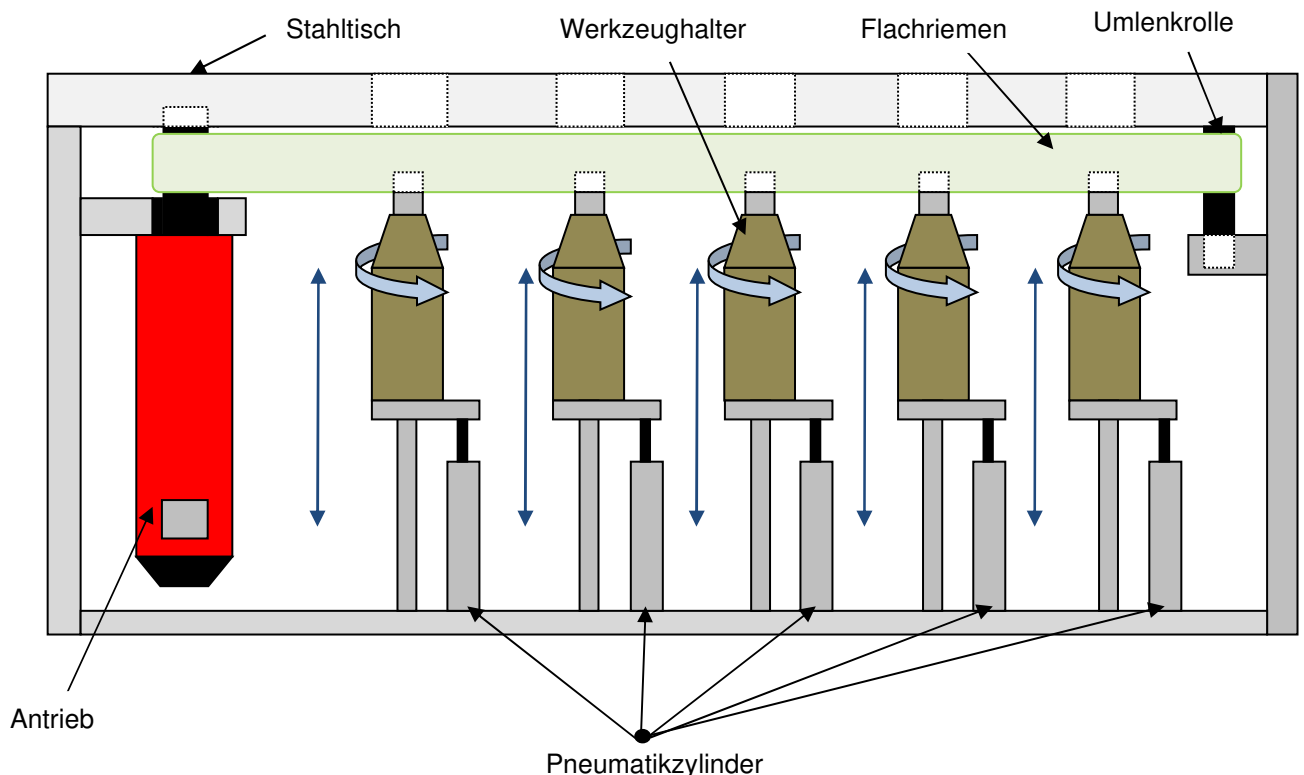 Stahltisch
Werkzeughalter
Flachriemen
Umlenkrolle
Antrieb
Pneumatikzylinder